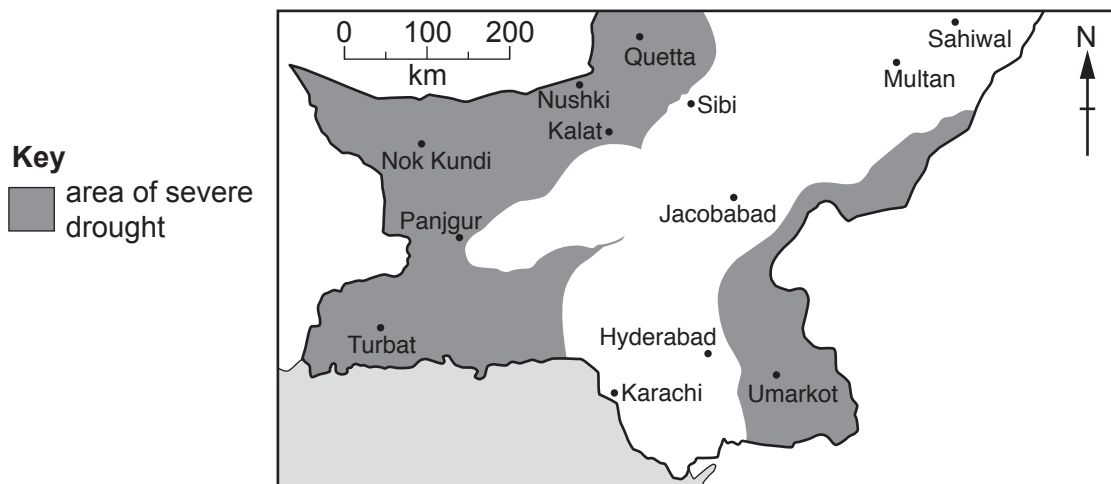 0 100 200
km
N
Sahiwal
Quetta
Multan
Nushki
Sibi
Kalat
Key
Nok Kundi
area of severe
drought
Jacobabad
Panjgur
Hyderabad
Turbat
Karachi
Umarkot